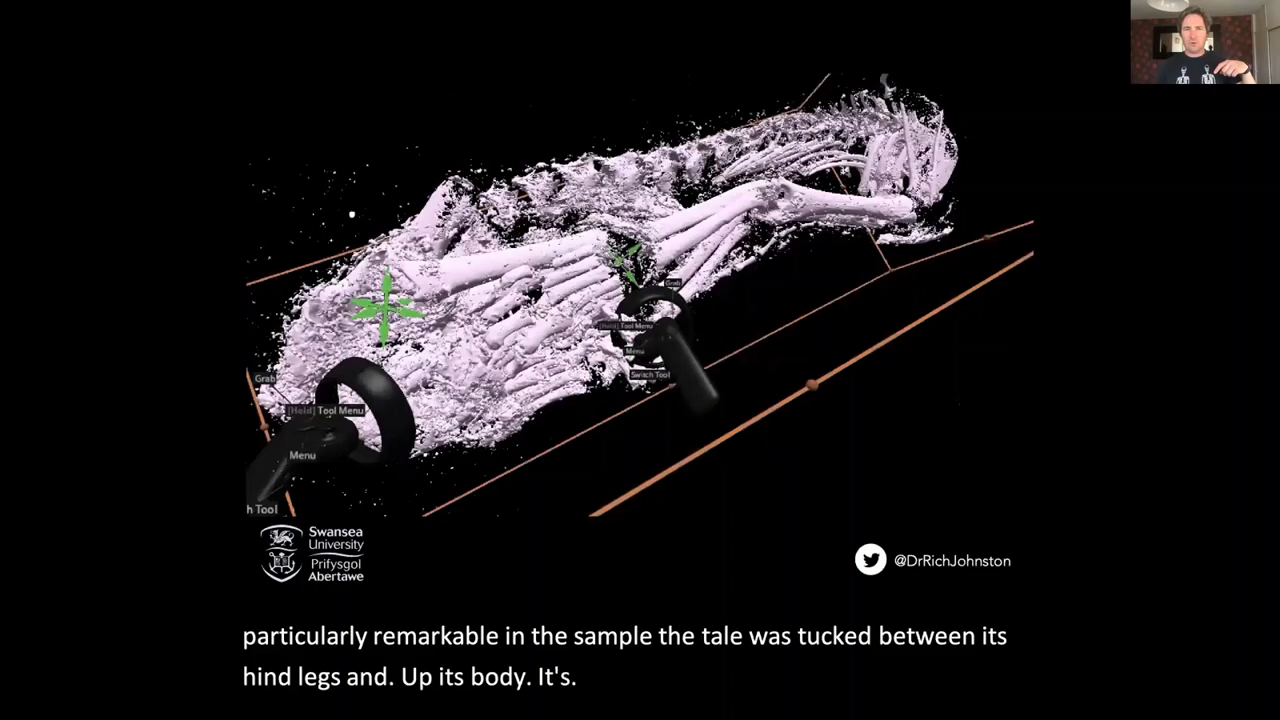 Grab
[Held] Tool Menu
Menu
Switch Tool
Grab
[Held] Tool Menu
Menu
h Tool
Swansea
University
Prifysgol
Abertawe
@DrRichJohnston
particularly remarkable in the sample the tale was tucked between its
hind legs and. Up its body. It's.